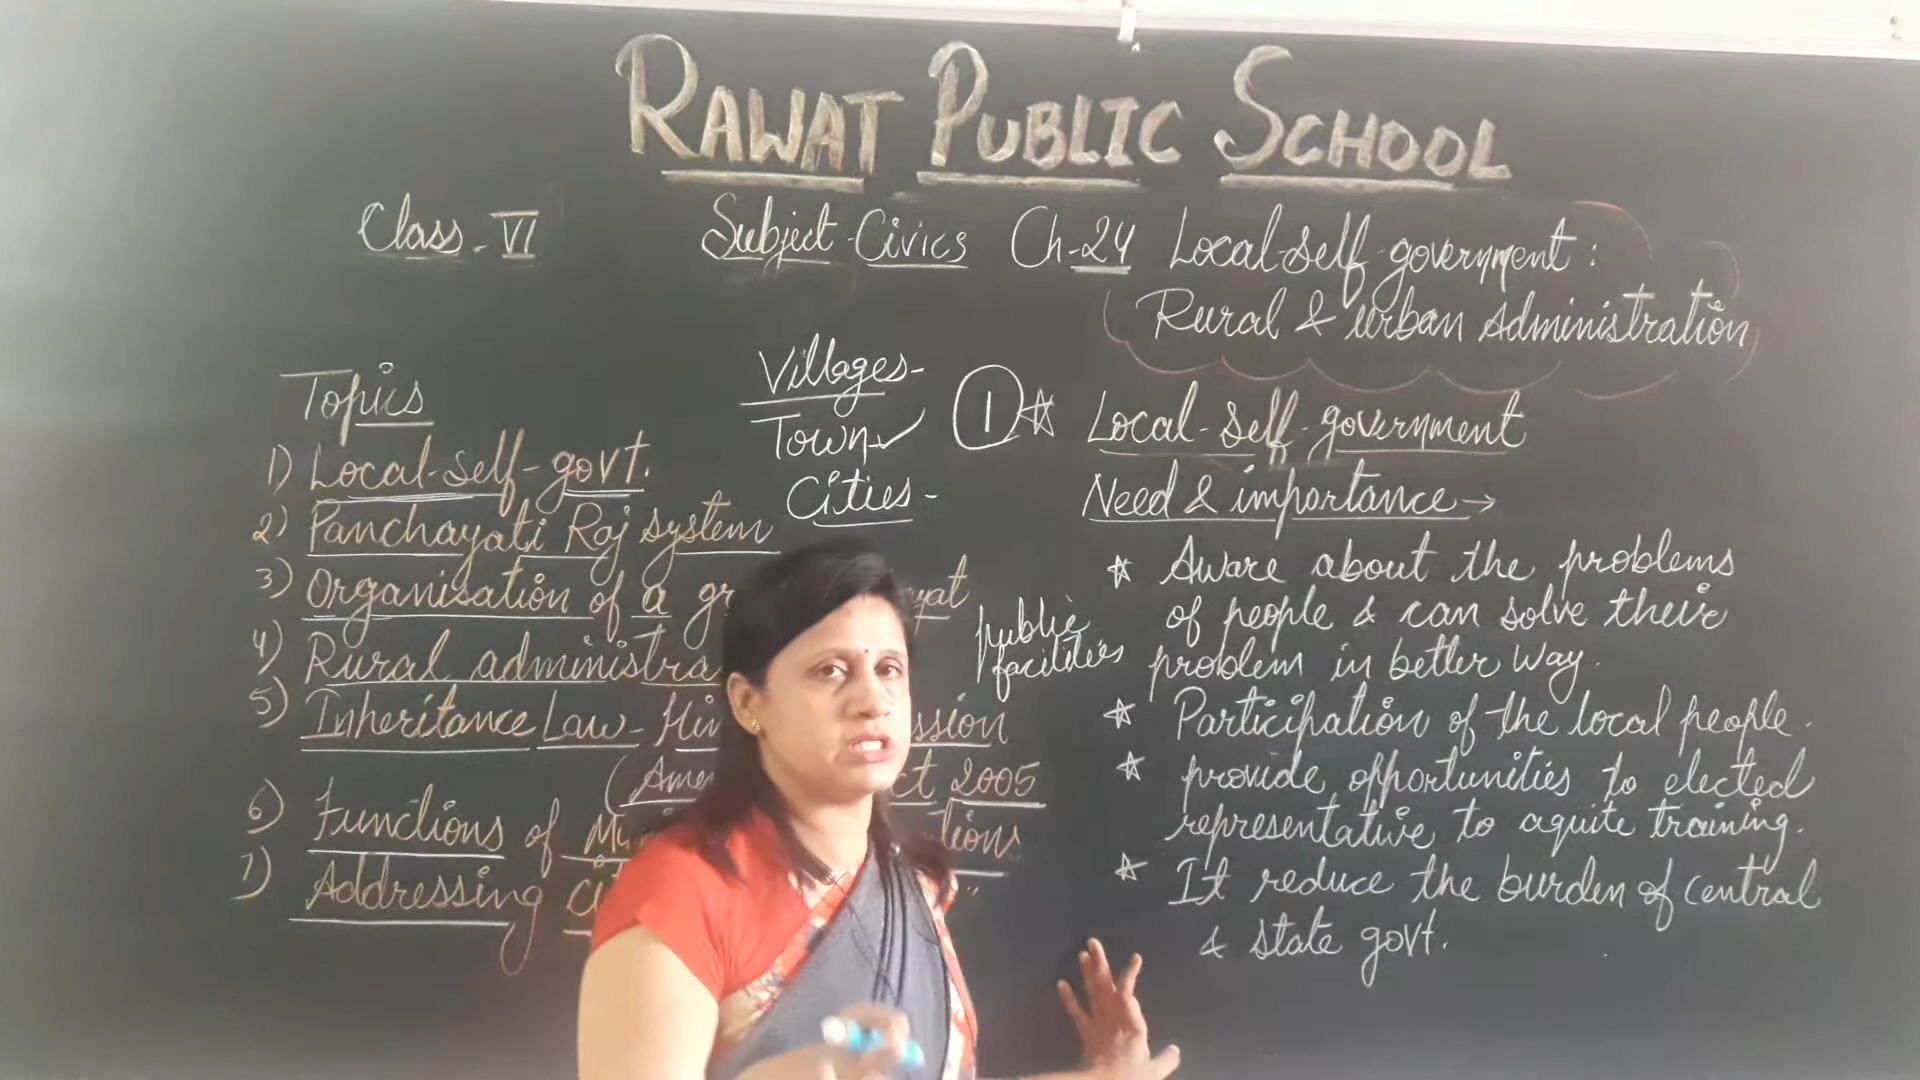 RAWAT PUBLIC SCHOOL
Class-VI Subject-Civics Ch-24 Local-self-government:
Rural & urban administration
Topics
1) Local-self-govt.
2) Panchayati Raj system
3) Organisation of a
4) Rural
5) Inheritance Law-
2005
6) Functions of
7) Addressing
Villages-
Town-
Cities-
public
facilities
1 Local-self-government
Need & importance→
Aware about the problems
of people & can solve their
problem in better way.
Participation of the local people.
provide opportunities to elected
representative to aquite training.
It reduce the burden of central
& state govt.